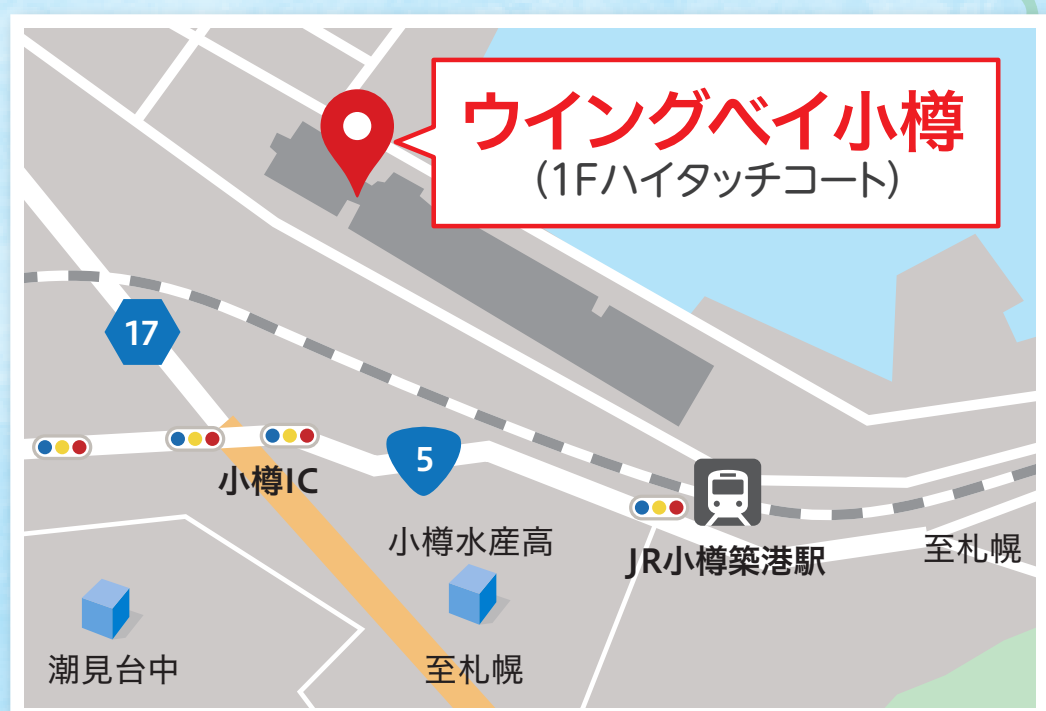 ウイングベイ小樽
(1Fハイタッチコート)
17
5
小樽IC
小樽水産高
JR小樽築港駅
至札幌
潮見台中
至札幌